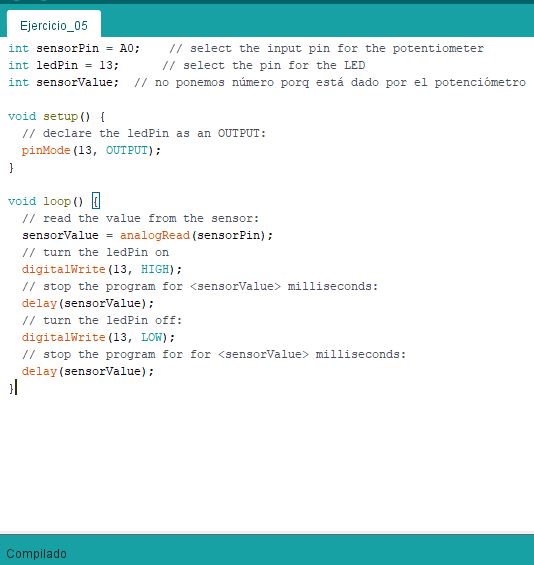 Ejercicio_05
int sensorPin = A0;    // select the input pin for the potentiometer
int ledPin = 13;      // select the pin for the LED
int sensorValue;  // no ponemos número porq está dado por el potenciómetro

void setup() {
  // declare the ledPin as an OUTPUT:
  pinMode(13, OUTPUT);
}

void loop() {
  // read the value from the sensor:
  sensorValue = analogRead(sensorPin);
  // turn the ledPin on
  digitalWrite(13, HIGH);
  // stop the program for <sensorValue> milliseconds:
  delay(sensorValue);
  // turn the ledPin off:
  digitalWrite(13, LOW);
  // stop the program for for <sensorValue> milliseconds:
  delay(sensorValue);
}
Compilado